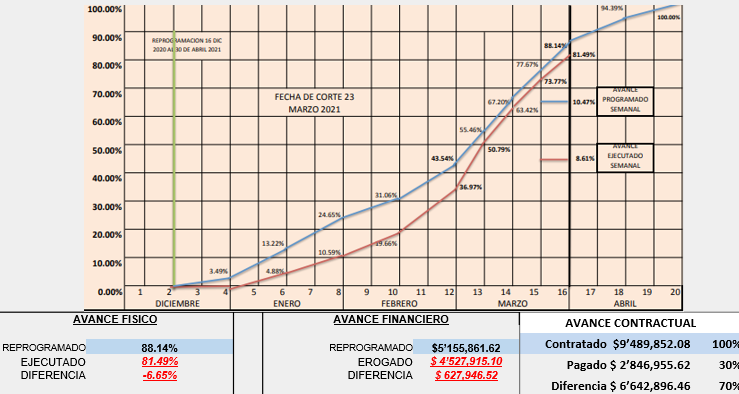 100.00%
94.39%
100.00%
90.00%
REPROGRAMACION 16 DIC
2020 AL 30 DE ABRIL 2021
88.14%
81.49%
80.00%
77.67%
73.77%
70.00%
FECHA DE CORTE 23
MARZO 2021
67.20%
63.42%
AVANCE
PROGRAMADO
SEMANAL
10.47%
60.00%
55.46%
50.79%
50.00%
AVANCE
EJECUTADO
SEMANAL
8.61%
43.54%
40.00%
36.97%
31.06%
30.00%
24.65%
20.00%
19.66%
13.22%
10.59%
10.00%
3.49%
4.88%
0.00%
1 2 3 4 5 6 7 8 9 10 11 12 13 14 15 16 17 18 19 20
DICIEMBRE ENERO FEBRERO MARZO ABRIL
AVANCE FISICO
REPROGRAMADO 88.14%
EJECUTADO 81.49%
DIFERENCIA -6.65%
AVANCE FINANCIERO
REPROGRAMADO $5'155,861.62
EROGADO $ 4'527,915.10
DIFERENCIA $ 627,946.52
AVANCE CONTRACTUAL
Contratado $9'489,852.08 100%
Pagado $ 2'846,955.62 30%
Diferencia $ 6'642,896.46 70%